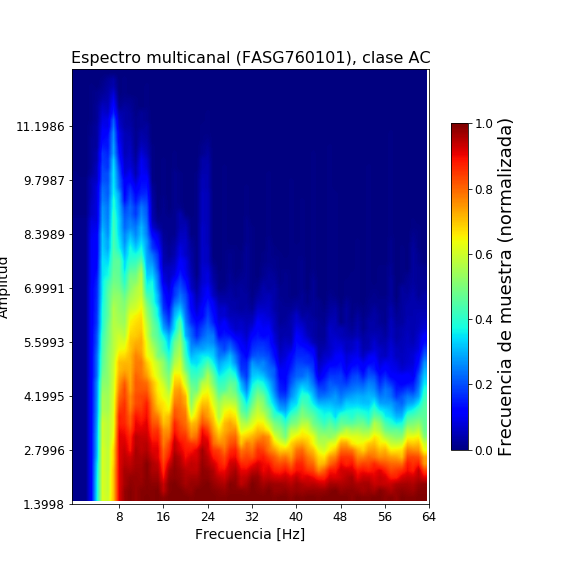 Espectro multicanal (FASG760101), clase AC
11.1986
9.7987
8.3989
6.9991
5.5993
4.1995
2.7996
1.3998
Amplitud
8 16 24 32 40 48 56 64
Frecuencia [Hz]
1.0
0.8
0.6
0.4
0.2
0.0
Frecuencia de muestra (normalizada)